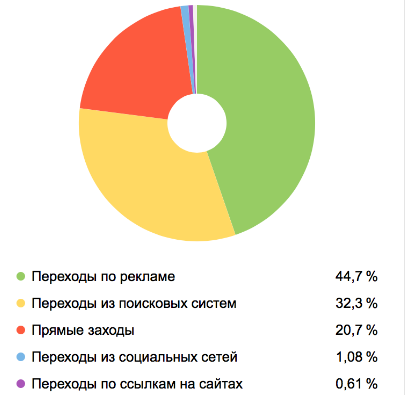 Переходы по рекламе 44,7 %
Переходы из поисковых систем 32,3 %
Прямые заходы 20,7 %
Переходы из социальных сетей 1,08 %
Переходы по ссылкам на сайтах 0,61 %